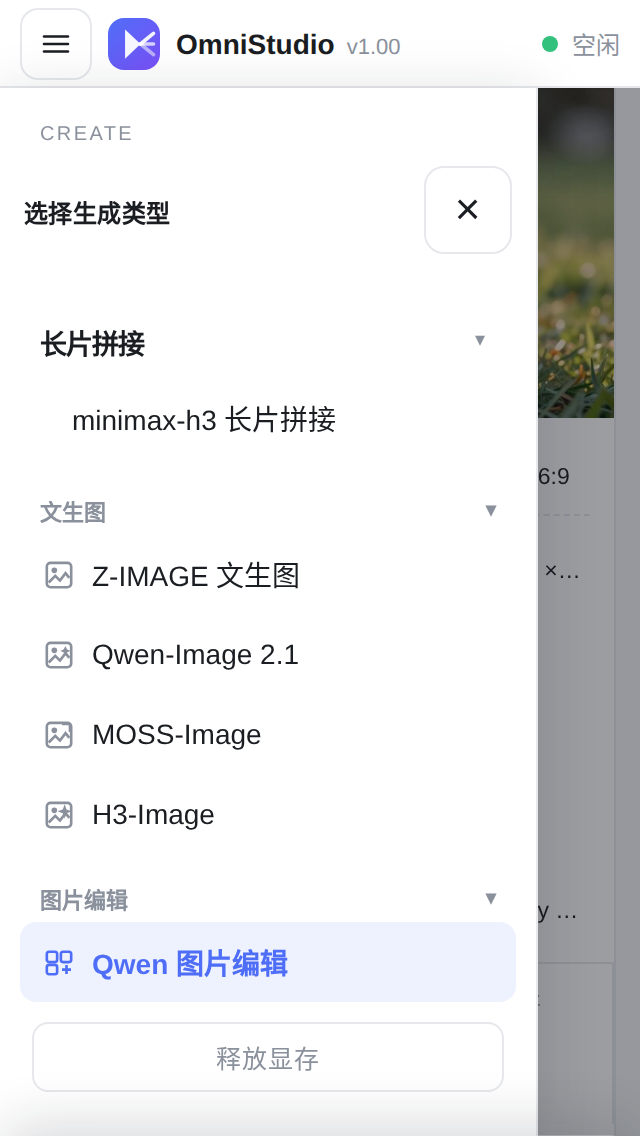 OmniStudio v1.00
空闲
CREATE
选择生成类型
长片拼接
minimax-h3 长片拼接
文生图
Z-IMAGE 文生图
Qwen-Image 2.1
MOSS-Image
H3-Image
图片编辑
Qwen 图片编辑
释放显存
6:9
×...
y ...